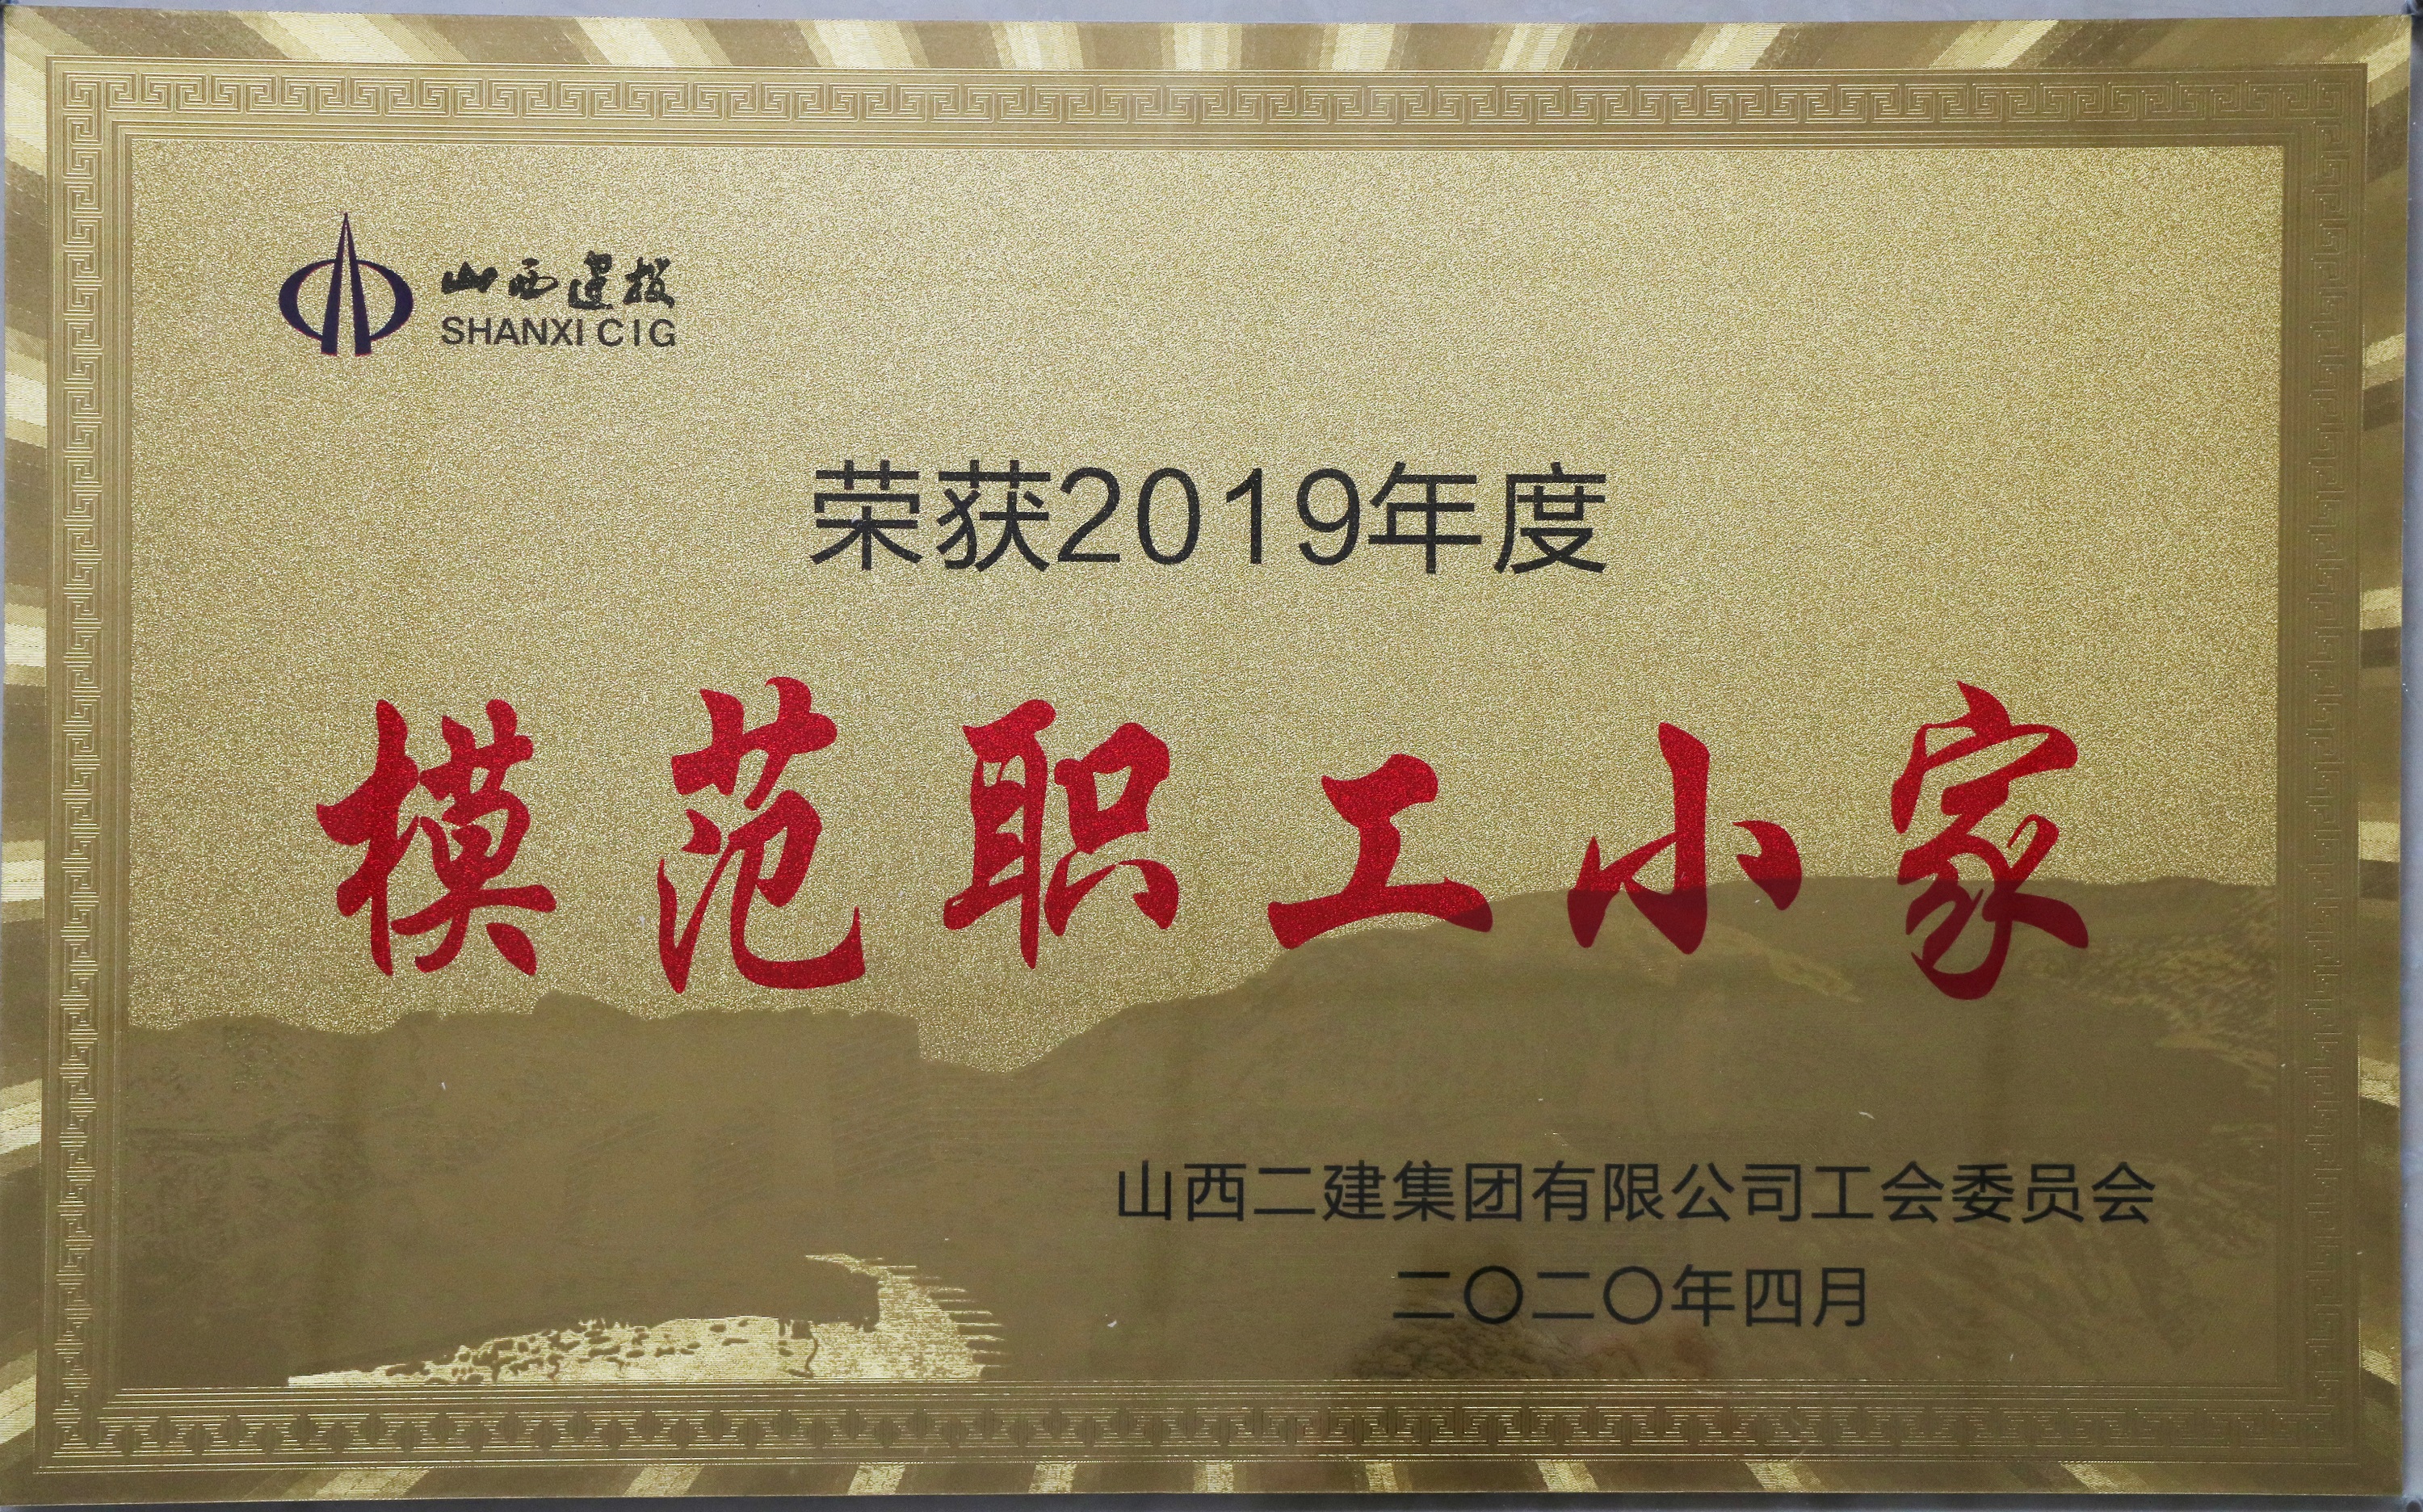 山西建投
SHANXI CIG
荣获2019年度
模范职工小家
山西二建集团有限公司工会委员会
二〇二〇年四月